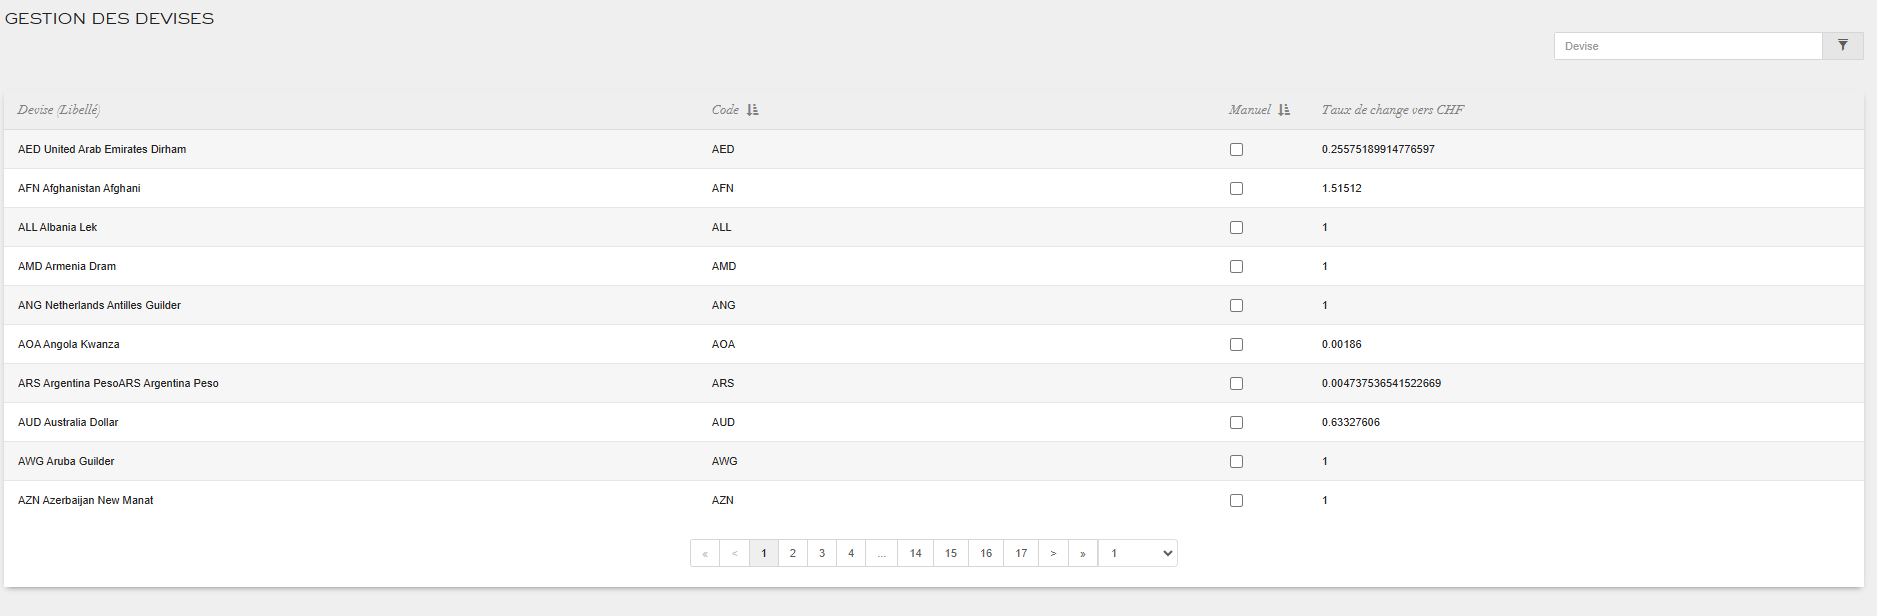 GESTION DES DEVISES
Devise
Devise (Libellé) Code Manuel Taux de change vers CHF
AED United Arab Emirates Dirham AED 0.25575189914776597
AFN Afghanistan Afghani AFN 1.51512
ALL Albania Lek ALL 1
AMD Armenia Dram AMD 1
ANG Netherlands Antilles Guilder ANG 1
AOA Angola Kwanza AOA 0.00186
ARS Argentina PesoARS Argentina Peso ARS 0.004737536541522669
AUD Australia Dollar AUD 0.63327606
AWG Aruba Guilder AWG 1
AZN Azerbaijan New Manat AZN 1
« < 1 2 3 4 ... 14 15 16 17 > » 1